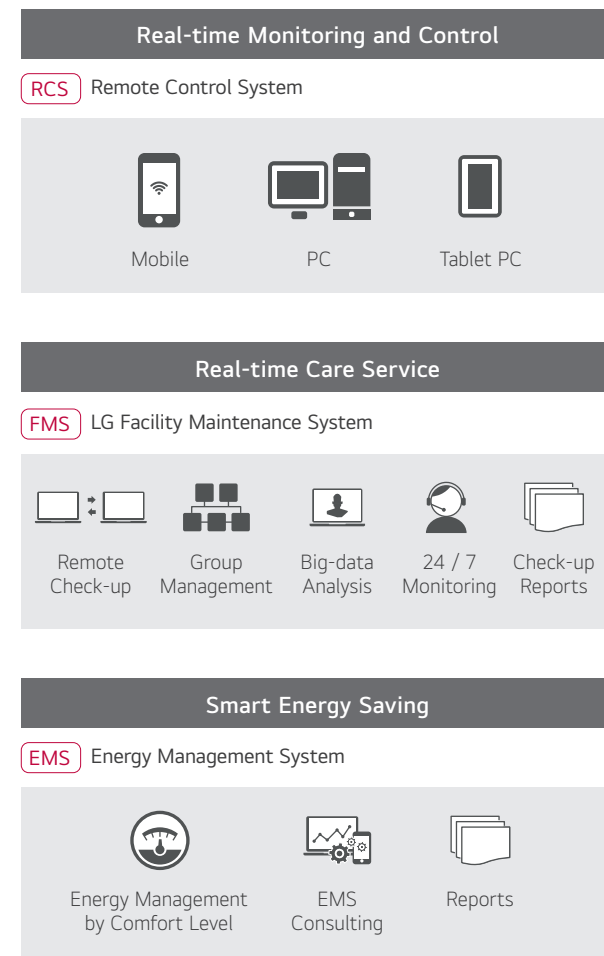 Real-time Monitoring and Control
RCS Remote Control System
Mobile PC Tablet PC
Real-time Care Service
FMS LG Facility Maintenance System
Remote Check-up
Group Management
Big-data Analysis
24 / 7 Monitoring
Check-up Reports
Smart Energy Saving
EMS Energy Management System
Energy Management by Comfort Level
EMS Consulting
Reports